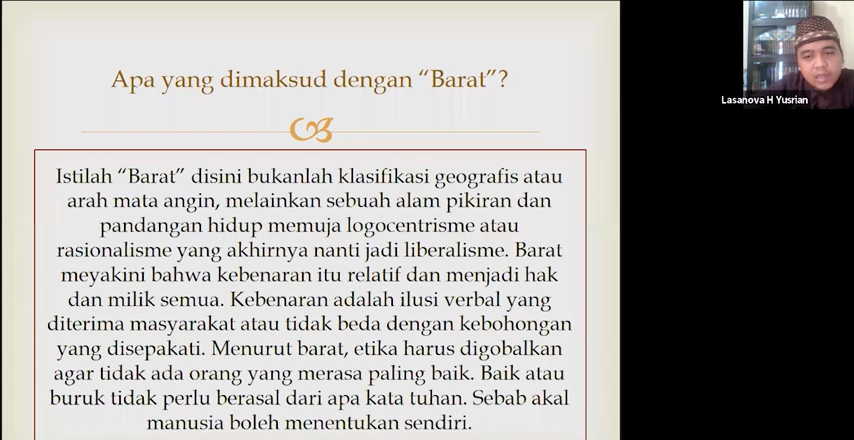 Apa yang dimaksud dengan “Barat”?
Istilah “Barat” disini bukanlah klasifikasi geografis atau
arah mata angin, melainkan sebuah alam pikiran dan
pandangan hidup memuja logocentrisme atau
rasionalisme yang akhirnya nanti jadi liberalisme. Barat
meyakini bahwa kebenaran itu relatif dan menjadi hak
dan milik semua. Kebenaran adalah ilusi verbal yang
diterima masyarakat atau tidak beda dengan kebohongan
yang disepakati. Menurut barat, etika harus digobalkan
agar tidak ada orang yang merasa paling baik. Baik atau
buruk tidak perlu berasal dari apa kata tuhan. Sebab akal
manusia boleh menentukan sendiri.
Lasanova H Yusrian